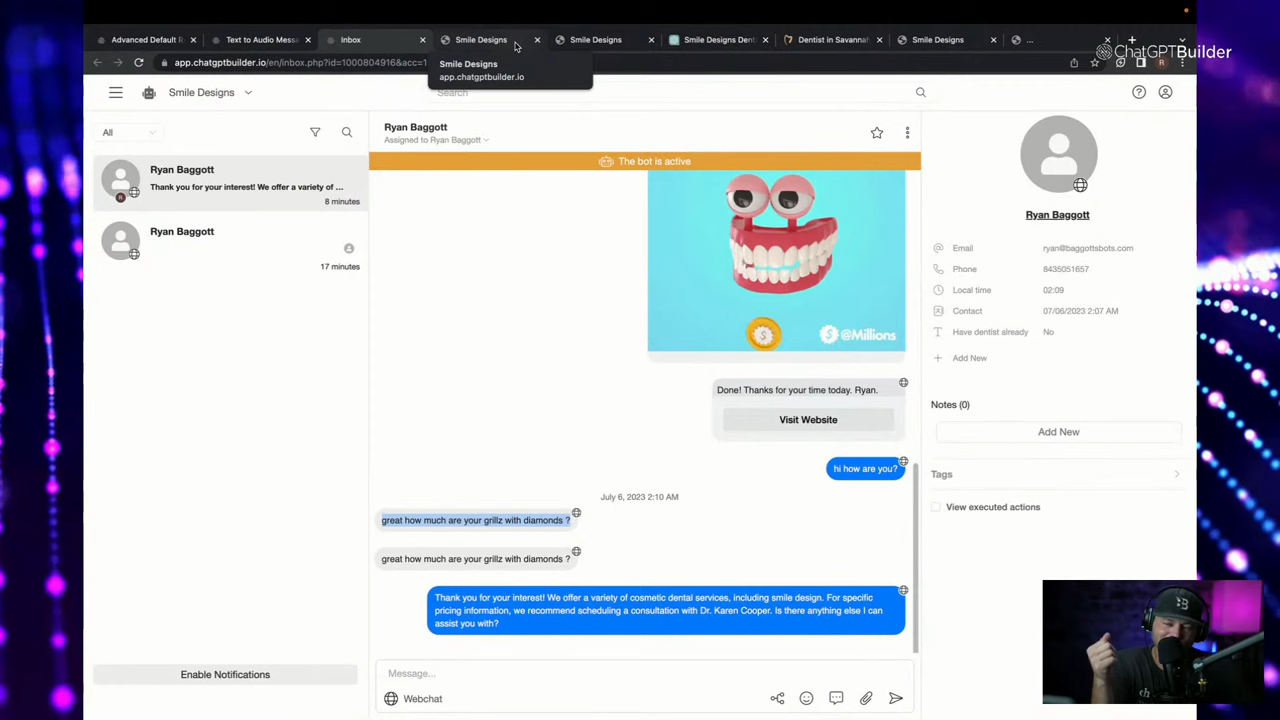 Advanced Default R
Text to Audio Messa
Inbox
Smile Designs
Smile Designs
Smile Designs Dent
Dentist in Savannah
Smile Designs
...
ChatGPTBuilder
app.chatgptbuilder.io/en/inbox.php?id=1000804916&acc=1
Smile Designs
app.chatgptbuilder.io
Smile Designs
Search
All
Ryan Baggott
Thank you for your interest! We offer a variety of ...
8 minutes
Ryan Baggott
17 minutes
Enable Notifications
Ryan Baggott
Assigned to Ryan Baggott
The bot is active
@Millions
Done! Thanks for your time today. Ryan.
Visit Website
hi how are you?
July 6, 2023 2:10 AM
great how much are your grillz with diamonds ?
great how much are your grillz with diamonds ?
Thank you for your interest! We offer a variety of cosmetic dental services, including smile design. For specific
pricing information, we recommend scheduling a consultation with Dr. Karen Cooper. Is there anything else I can
assist you with?
Message...
Webchat
Ryan Baggott
Email ryan@baggottsbots.com
Phone 8435051657
Local time 02:09
Contact 07/06/2023 2:07 AM
Have dentist already No
Add New
Notes (0)
Add New
Tags
View executed actions